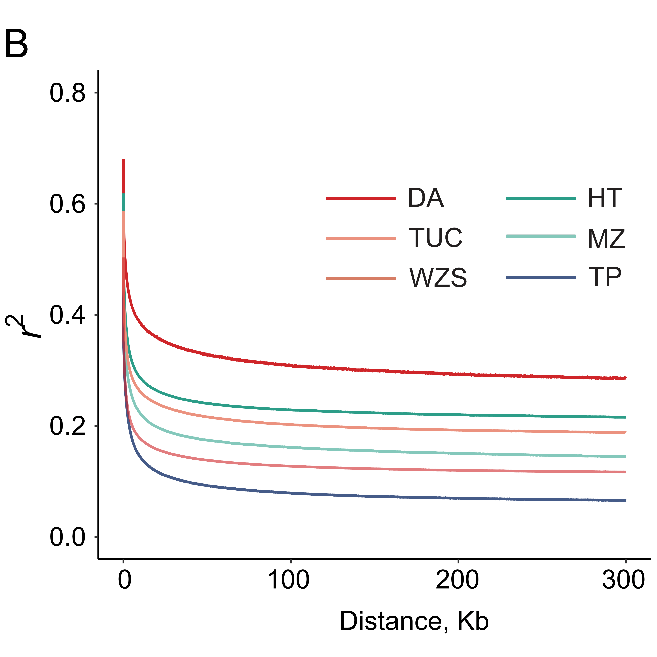 B
0.8
0.6
0.4
0.2
0.0
r2
DA
HT
TUC
MZ
WZS
TP
0
100
200
300
Distance, Kb